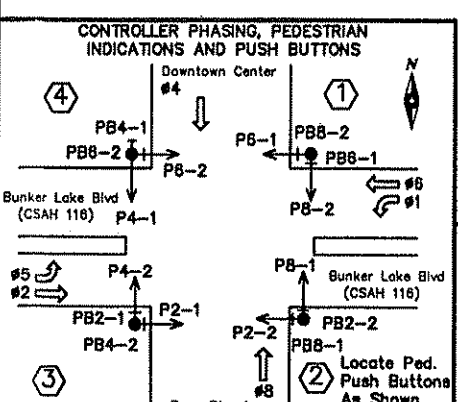 CONTROLLER PHASING, PEDESTRIAN
INDICATIONS AND PUSH BUTTONS
Downtown Center
ø4
4
1
N
PB4-1
PB6-2
P6-2
P4-1
P6-1
PB8-2
PB6-1
P8-2
ø6
ø1
Bunker Lake Blvd
(CSAH 116)
ø5
ø2
P4-2
P8-1
Bunker Lake Blvd
(CSAH 116)
PB2-1
P2-1
PB4-2
P2-2
PB2-2
PB8-1
ø8
3
2
Locate Ped.
Push Buttons
As Shown